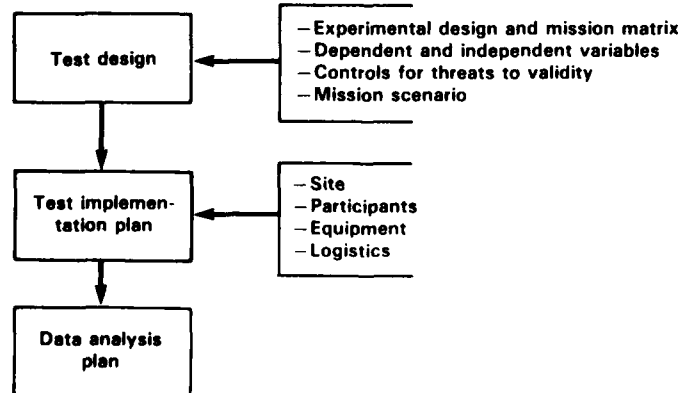 Test design
– Experimental design and mission matrix
– Dependent and independent variables
– Controls for threats to validity
– Mission scenario
Test implemen-
tation plan
– Site
– Participants
– Equipment
– Logistics
Data analysis
plan